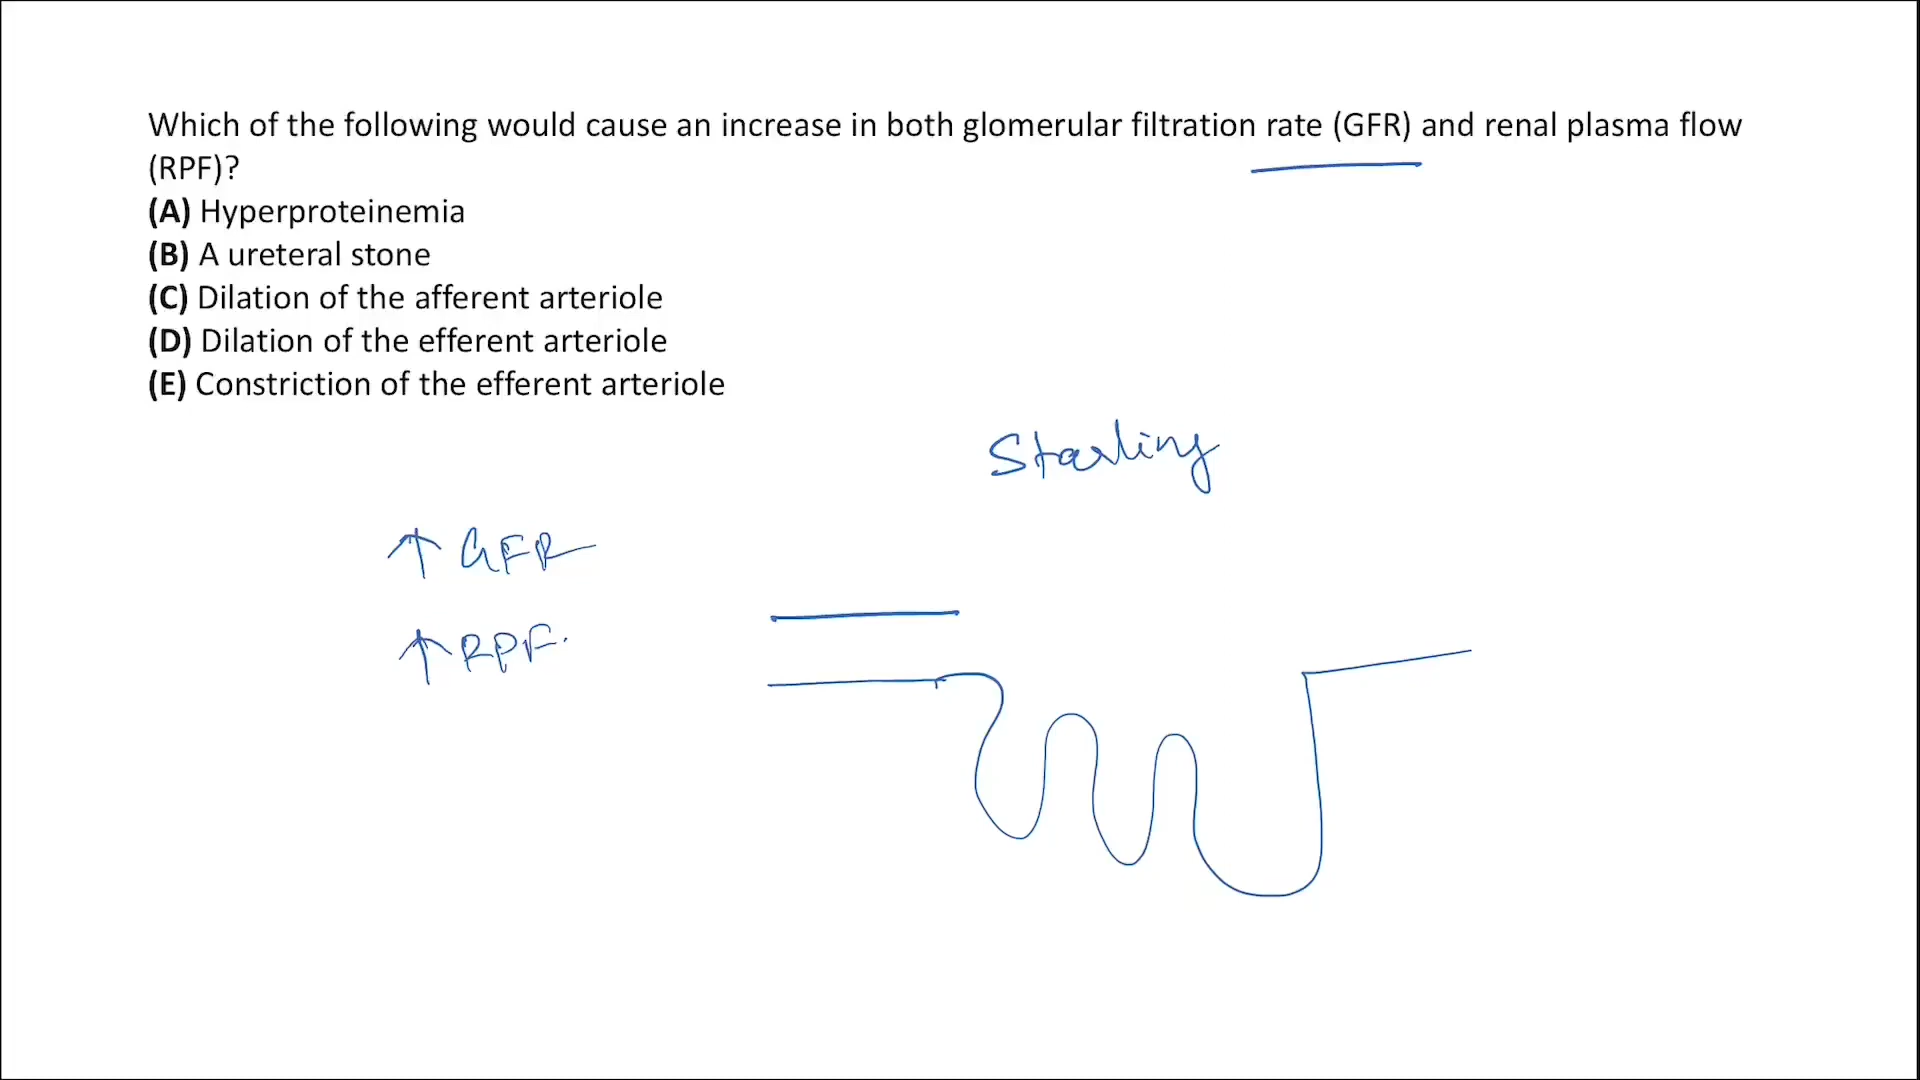 Which of the following would cause an increase in both glomerular filtration rate (GFR) and renal plasma flow
(RPF)?
(A) Hyperproteinemia
(B) A ureteral stone
(C) Dilation of the afferent arteriole
(D) Dilation of the efferent arteriole
(E) Constriction of the efferent arteriole
Starling
↑ GFR
↑ RPF.